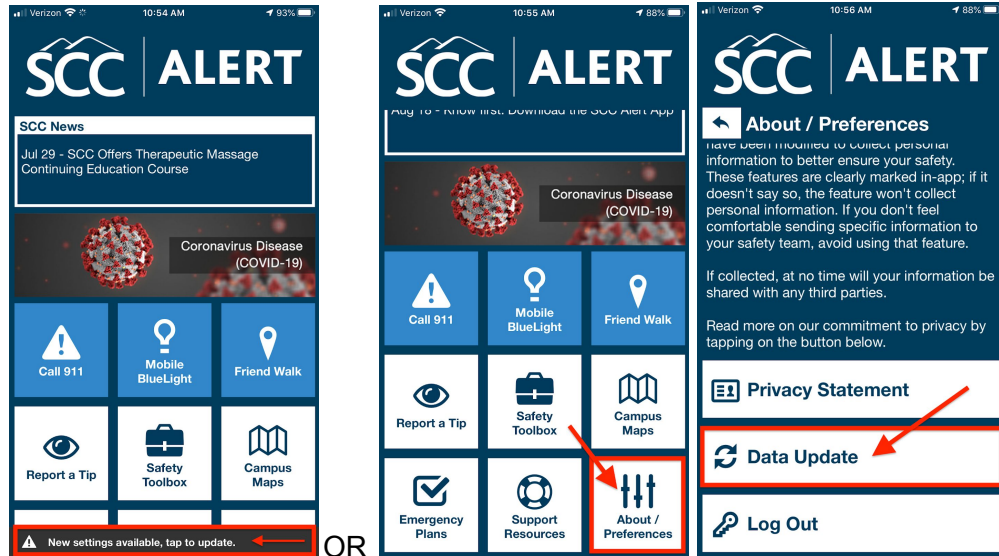 Verizon 10:54 AM 93%
SCC ALERT
SCC News
Jul 29 - SCC Offers Therapeutic Massage
Continuing Education Course
Coronavirus Disease
(COVID-19)
Call 911
Mobile
BlueLight
Friend Walk
Report a Tip
Safety
Toolbox
Campus
Maps
New settings available, tap to update.
OR
Verizon 10:55 AM 88%
SCC ALERT
Aug 18 - Know first. Download the SCC Alert App
Coronavirus Disease
(COVID-19)
Call 911
Mobile
BlueLight
Friend Walk
Report a Tip
Safety
Toolbox
Campus
Maps
Emergency
Plans
Support
Resources
About /
Preferences
Verizon 10:56 AM 88%
SCC ALERT
About / Preferences
have been modified to collect personal
information to better ensure your safety.
These features are clearly marked in-app; if it
doesn't say so, the feature won't collect
personal information. If you don't feel
comfortable sending specific information to
your safety team, avoid using that feature.
If collected, at no time will your information be
shared with any third parties.
Read more on our commitment to privacy by
tapping on the button below.
Privacy Statement
Data Update
Log Out